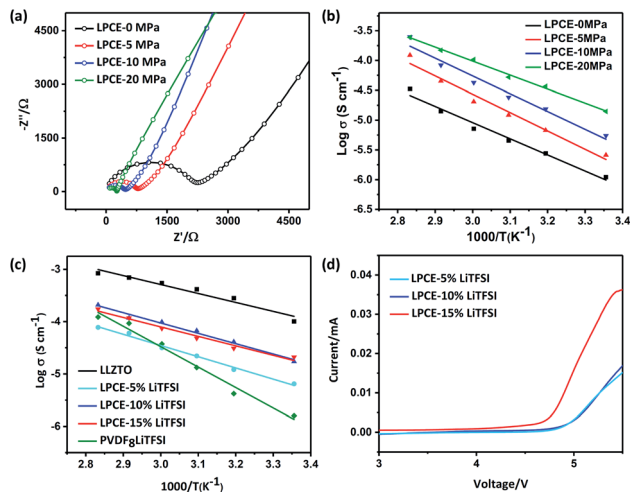 (a)
LPCE-0 MPa
LPCE-5 MPa
LPCE-10 MPa
LPCE-20 MPa
-Z''/Ω
5000
4000
3000
2000
1000
0
0 1500 3000 4500
Z'/Ω
(b)
LPCE-0MPa
LPCE-5MPa
LPCE-10MPa
LPCE-20MPa
Log σ (S cm⁻¹)
-3.5
-4.0
-4.5
-5.0
-5.5
-6.0
-6.5
2.8 2.9 3.0 3.1 3.2 3.3 3.4
1000/T(K⁻¹)
(c)
Log σ (S cm⁻¹)
-3
-4
-5
-6
LLZTO
LPCE-5% LiTFSI
LPCE-10% LiTFSI
LPCE-15% LiTFSI
PVDFgLiTFSI
2.8 2.9 3.0 3.1 3.2 3.3 3.4
1000/T(K⁻¹)
(d)
LPCE-5% LiTFSI
LPCE-10% LiTFSI
LPCE-15% LiTFSI
Current/mA
0.04
0.03
0.02
0.01
0.00
3 4 5
Voltage/V